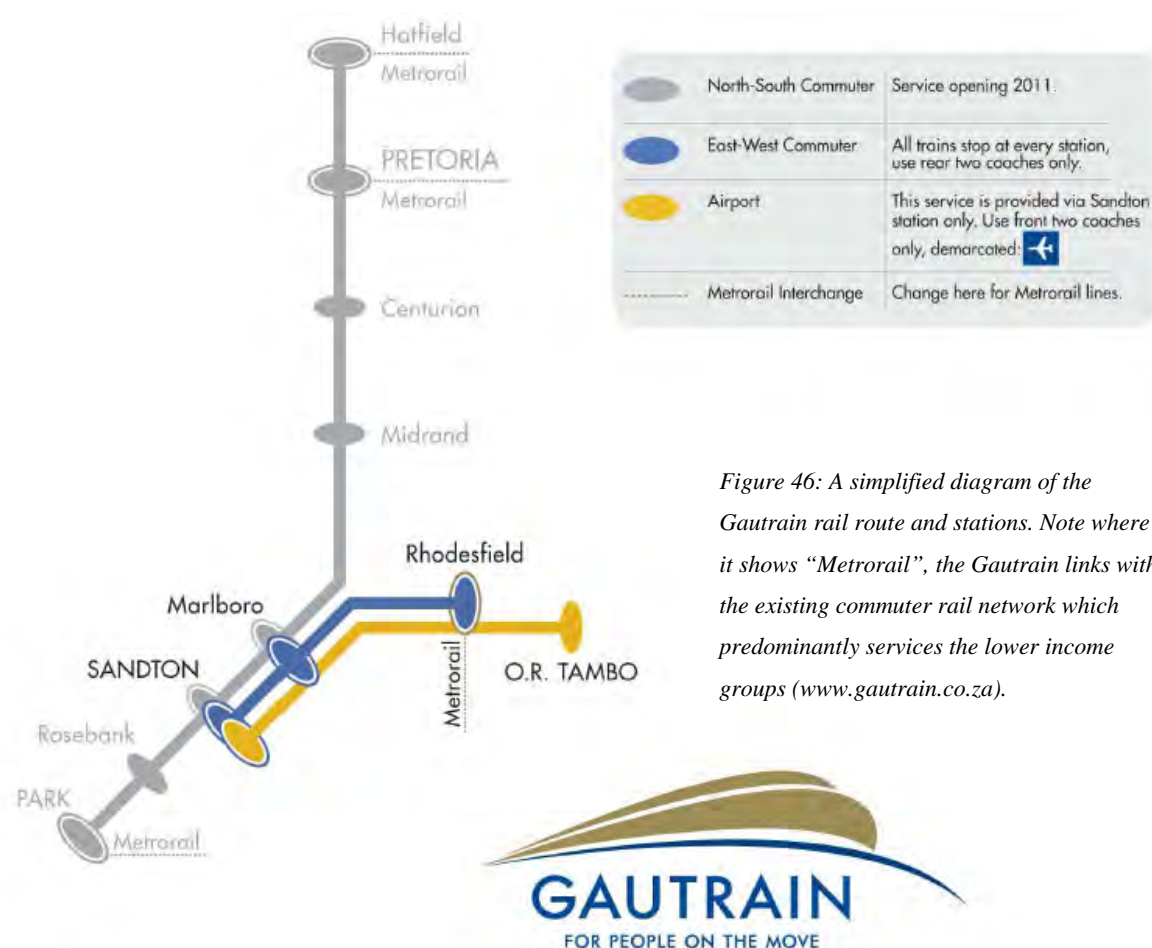 Hatfield
Metrorail
PRETORIA
Metrorail
Centurion
Midrand
Rhodesfield
Marlboro
SANDTON
Metrorail
O.R. TAMBO
Rosebank
PARK
Metrorail
North-South Commuter Service opening 2011.
East-West Commuter All trains stop at every station,
use rear two coaches only.
Airport This service is provided via Sandton
station only. Use front two coaches
only, demarcated:
Metrorail Interchange Change here for Metrorail lines.
Figure 46: A simplified diagram of the
Gautrain rail route and stations. Note where
it shows “Metrorail”, the Gautrain links with
the existing commuter rail network which
predominantly services the lower income
groups (www.gautrain.co.za).
GAUTRAIN
FOR PEOPLE ON THE MOVE